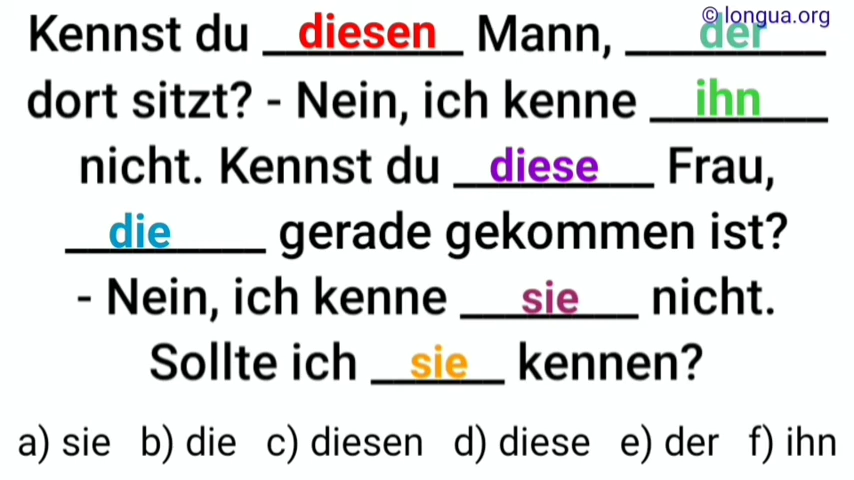 © longua.org
Kennst du diesen Mann, der
dort sitzt? - Nein, ich kenne ihn
nicht. Kennst du diese Frau,
die gerade gekommen ist?
- Nein, ich kenne sie nicht.
Sollte ich sie kennen?
a) sie b) die c) diesen d) diese e) der f) ihn